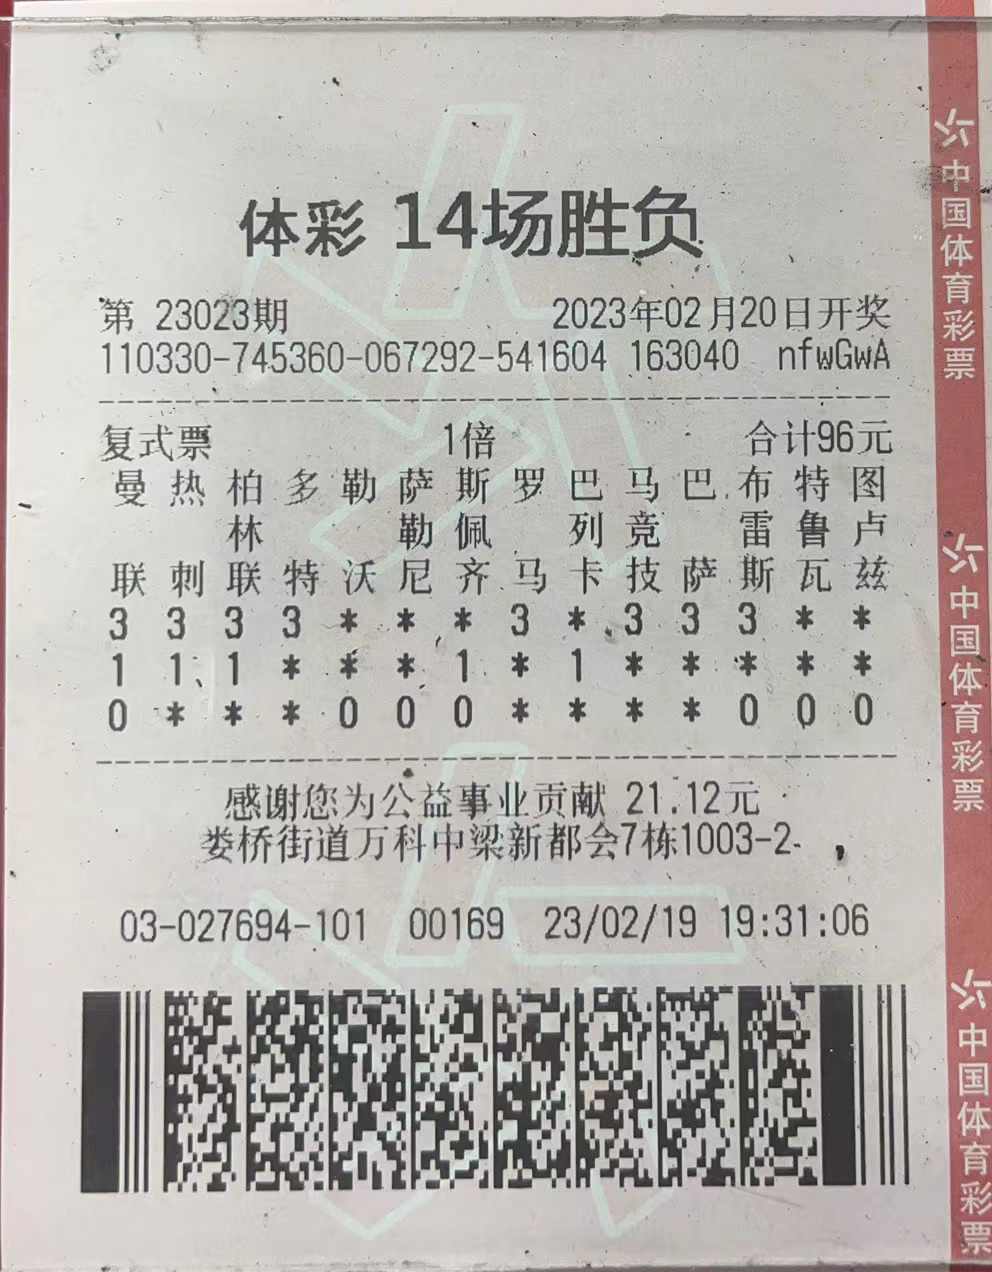 体彩 14场胜负
第 23023期 2023年02月20日开奖
110330-745360-067292-541604 163040 nfwGwA
复式票 1倍 合计96元
曼 热 柏 多 勒 萨 斯 罗 巴 马 巴 布 特 图
林 勒 佩 列 竞 雷 鲁 卢
联 刺 联 特 沃 尼 齐 马 卡 技 萨 斯 瓦 兹
3 3 3 3 * * * 3 * 3 3 3 * *
1 1 1 * * * 1 * 1 * * * * *
0 * * * 0 0 0 * * * * 0 0 0
感谢您为公益事业贡献 21.12元
娄桥街道万科中梁新都会7栋1003-2
03-027694-101 00169 23/02/19 19:31:06
中国体育彩票
中国体育彩票
中国体育彩票